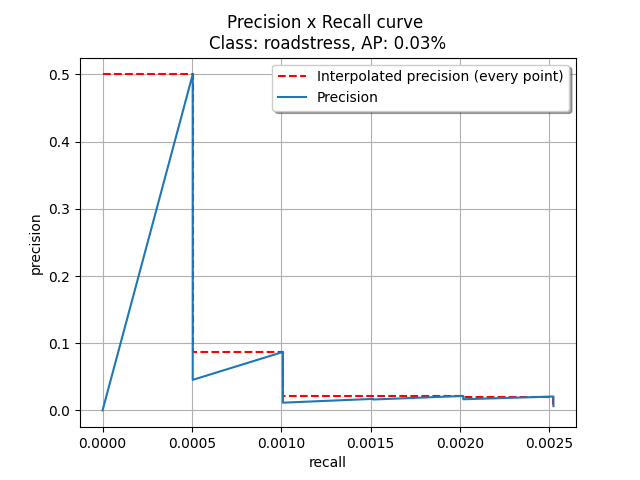 Precision x Recall curve
Class: roadstress, AP: 0.03%
Interpolated precision (every point)
Precision
0.5
0.4
0.3
0.2
0.1
0.0
precision
0.0000 0.0005 0.0010 0.0015 0.0020 0.0025
recall